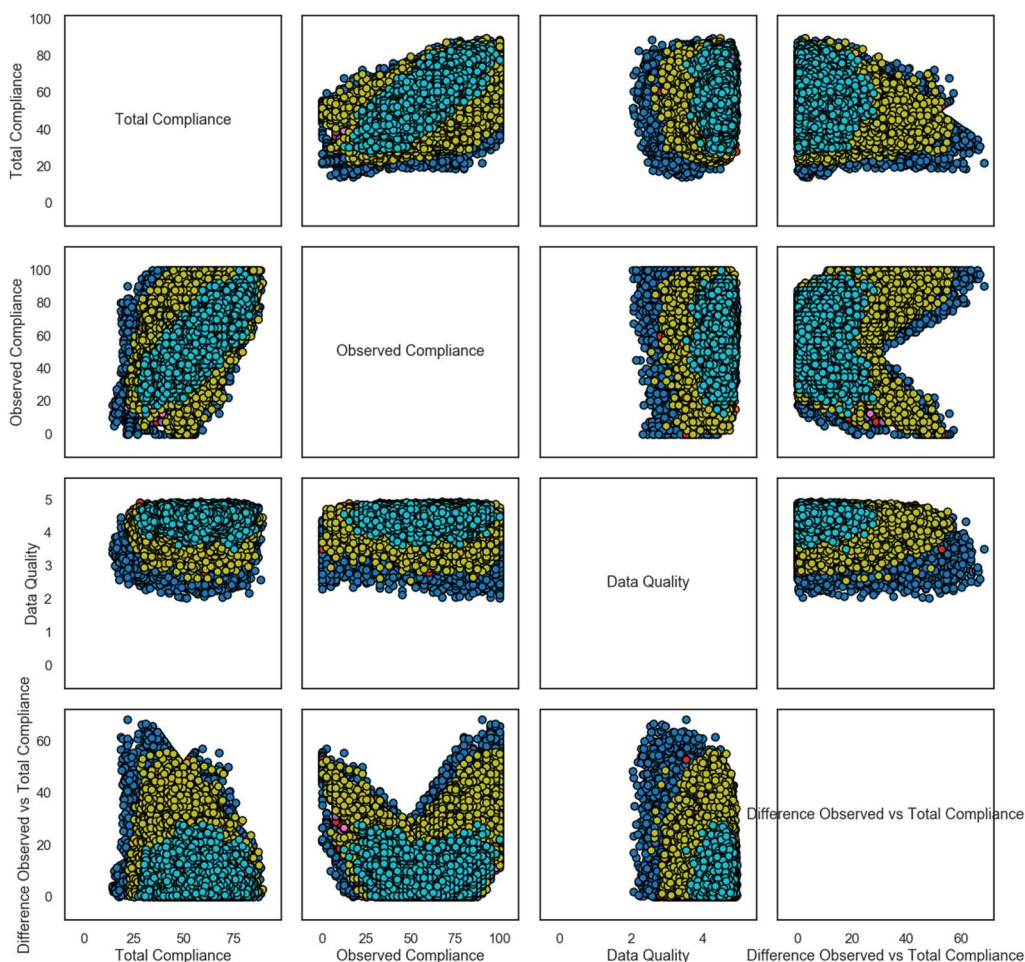 100
80
60
40
20
0
Total Compliance
Total Compliance
100
80
60
40
20
0
Observed Compliance
Observed Compliance
5
4
3
2
1
0
Data Quality
Data Quality
60
40
20
0
Difference Observed vs Total Compliance
Difference Observed vs Total Compliance
0 25 50 75
0 25 50 75 100
0 2 4
0 20 40 60
Total Compliance
Observed Compliance
Data Quality
Difference Observed vs Total Compliance